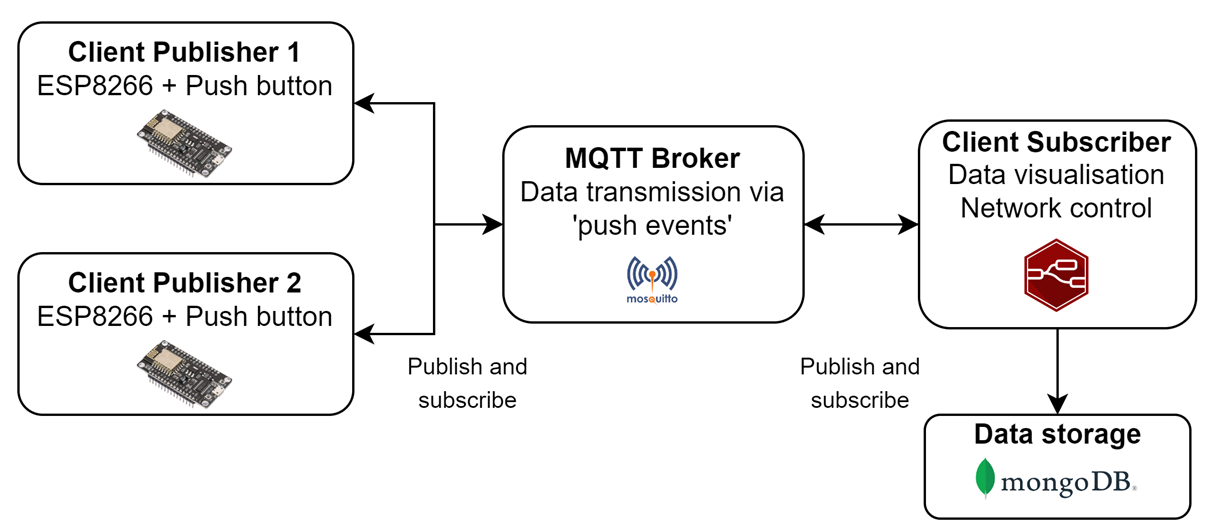 Client Publisher 1
ESP8266 + Push button
Client Publisher 2
ESP8266 + Push button
Publish and
subscribe
MQTT Broker
Data transmission via
'push events'
mosquitto
Publish and
subscribe
Client Subscriber
Data visualisation
Network control
Data storage
mongoDB®